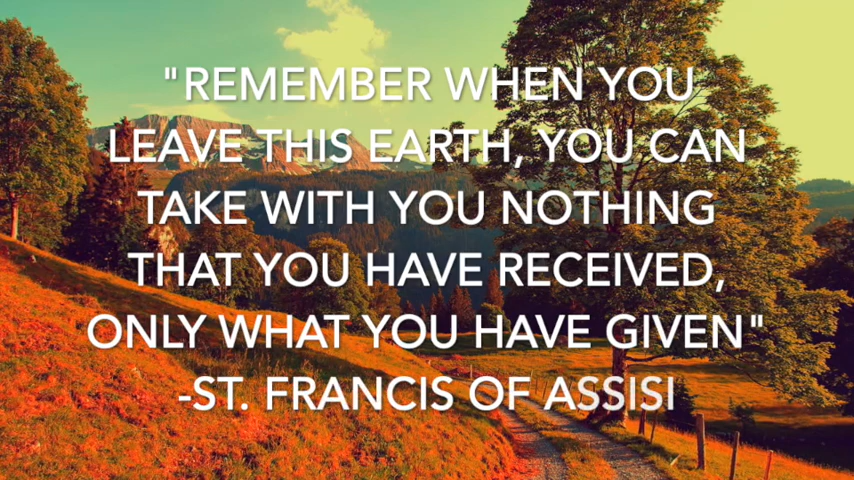 "REMEMBER WHEN YOU
LEAVE THIS EARTH, YOU CAN
TAKE WITH YOU NOTHING
THAT YOU HAVE RECEIVED,
ONLY WHAT YOU HAVE GIVEN"
-ST. FRANCIS OF ASSISI